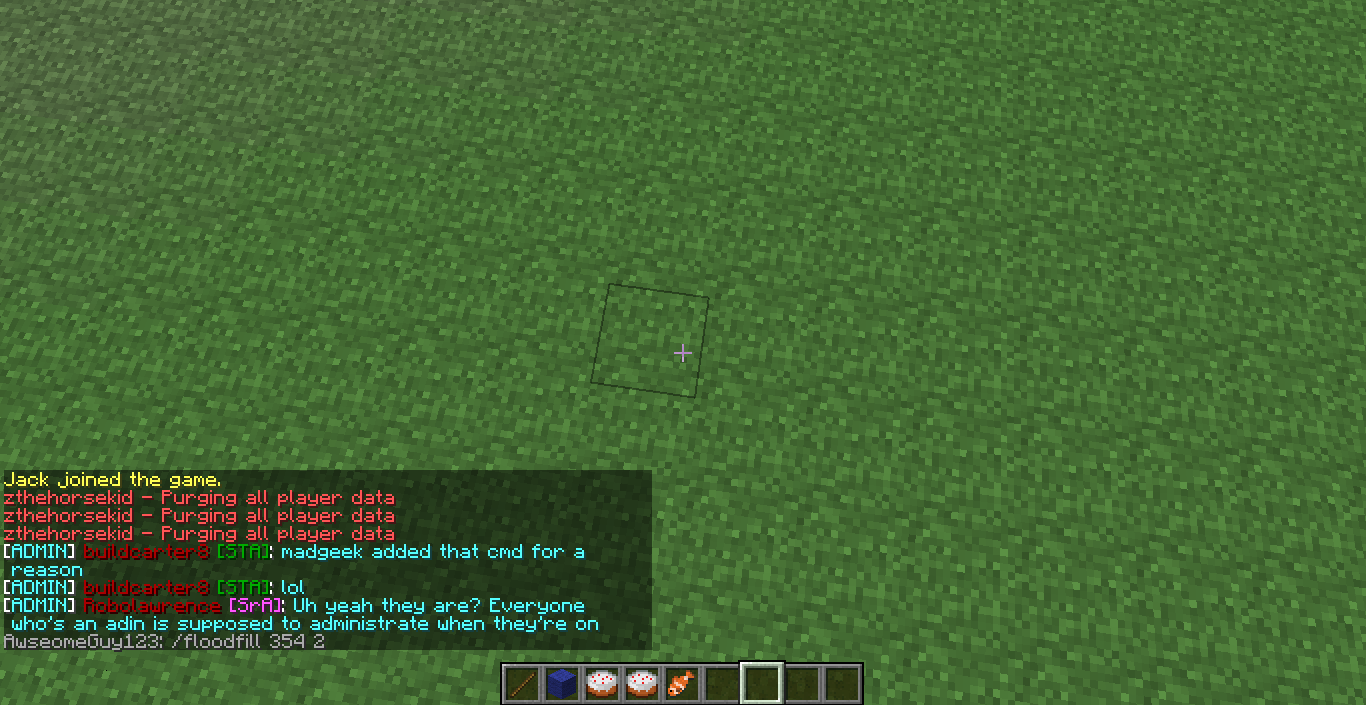 Jack joined the game.
zthehorsekid - Purging all player data
zthehorsekid - Purging all player data
zthehorsekid - Purging all player data
[ADMIN] buildcarter8 [STA]: madgeek added that cmd for a
reason
[ADMIN] buildcarter8 [STA]: lol
[ADMIN] Robolawrence [SrA]: Uh yeah they are? Everyone
who's an adin is supposed to administrate when they're on
AwseomeGuy123: /floodfill 354 2